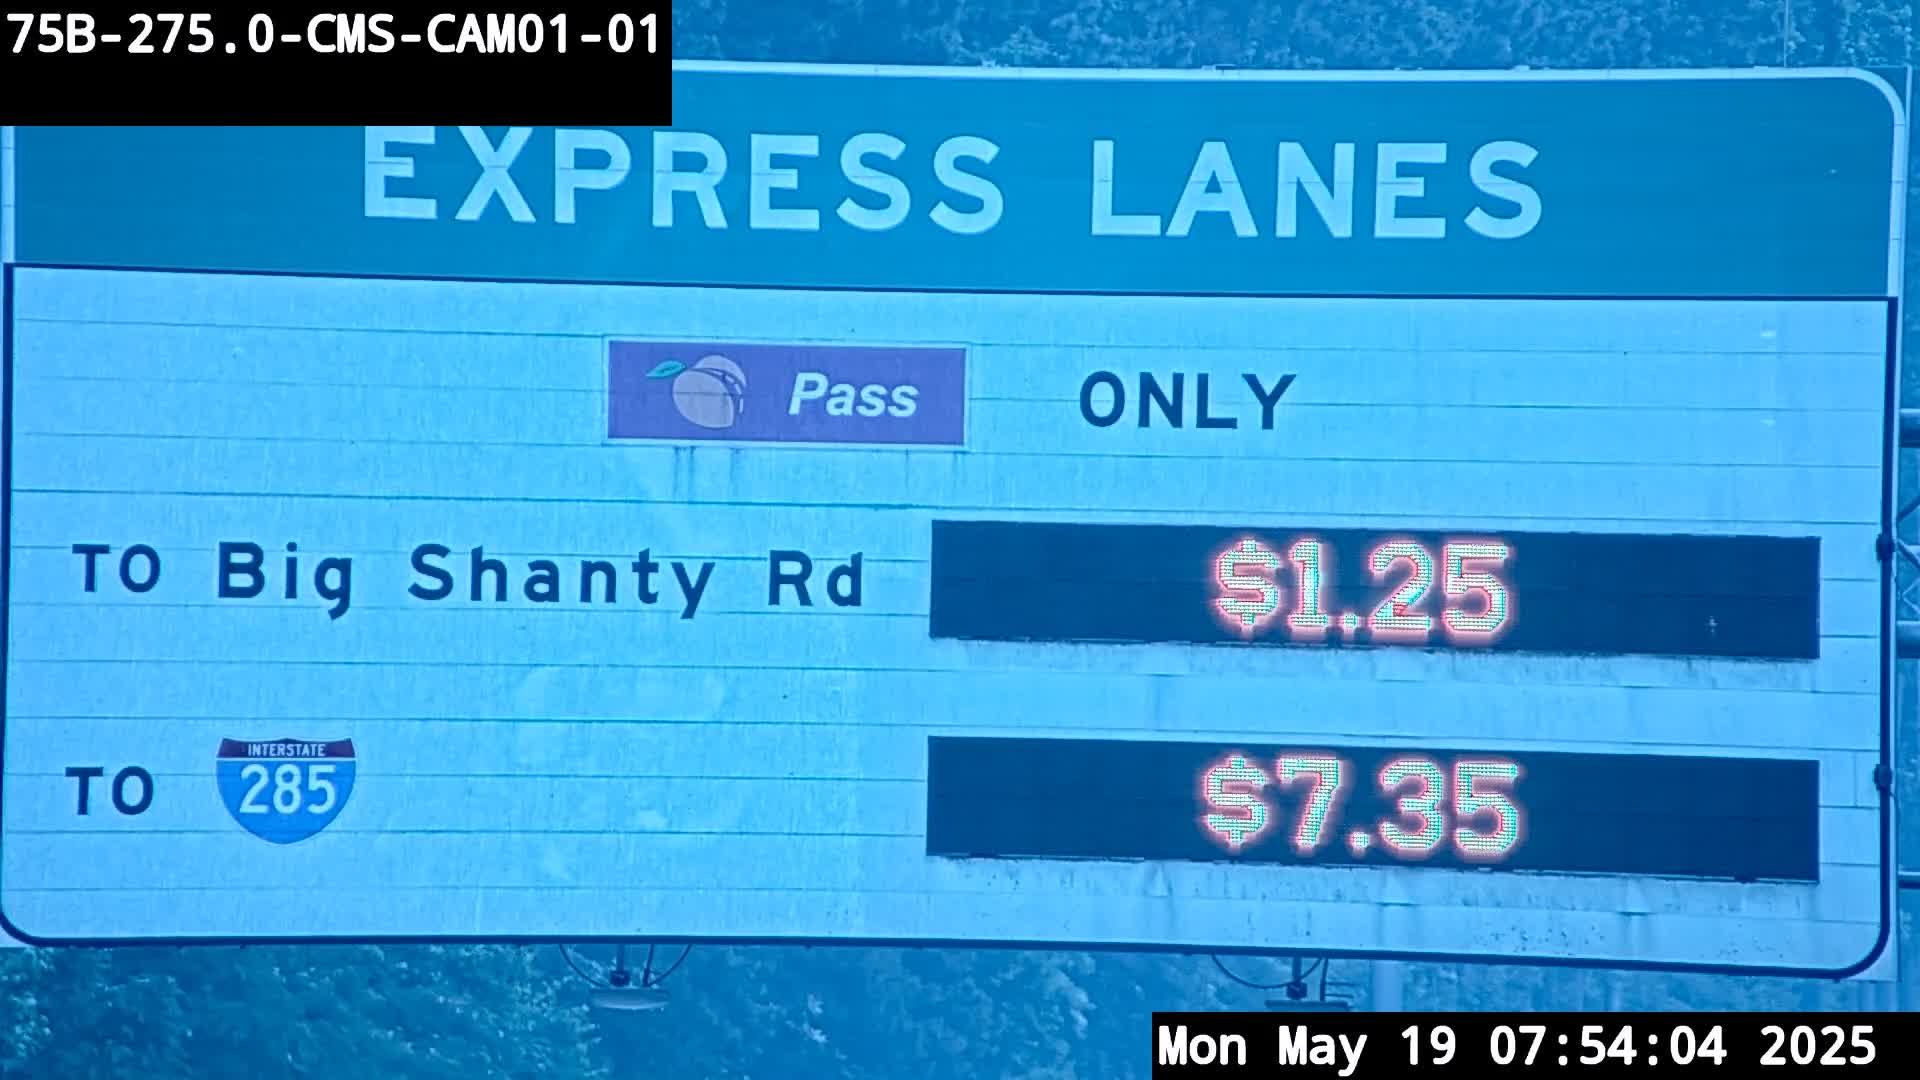 75B-275.0-CMS-CAM01-01
EXPRESS LANES
Pass ONLY
TO Big Shanty Rd $1.25
TO INTERSTATE 285 $7.35
Mon May 19 07:54:04 2025